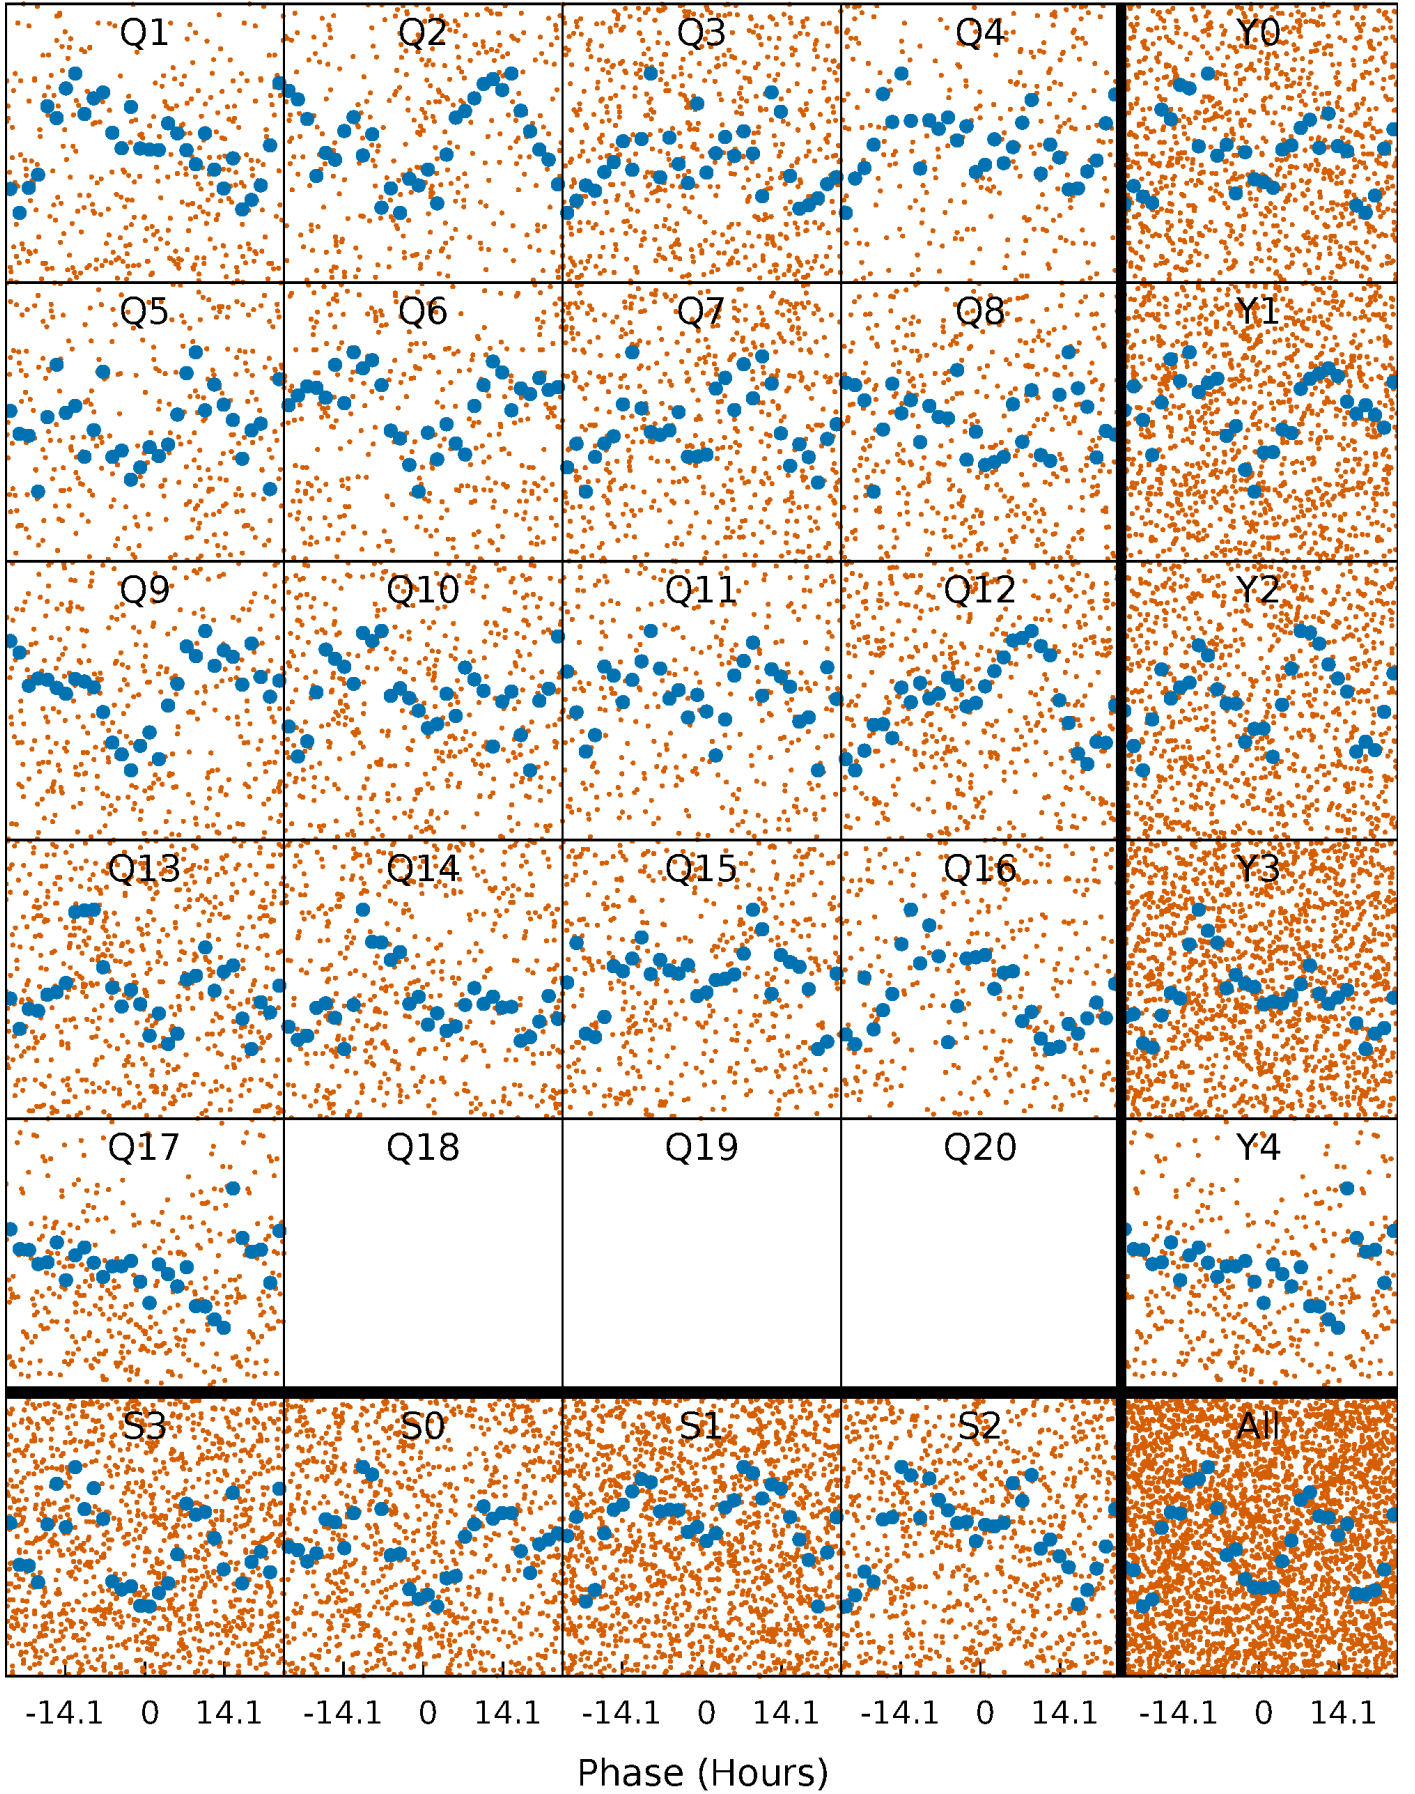 Q1 Q2 Q3 Q4 Y0
Q5 Q6 Q7 Q8 Y1
Q9 Q10 Q11 Q12 Y2
Q13 Q14 Q15 Q16 Y3
Q17 Q18 Q19 Q20 Y4
S3 S0 S1 S2 All
-14.1 0 14.1 -14.1 0 14.1 -14.1 0 14.1 -14.1 0 14.1 -14.1 0 14.1
Phase (Hours)